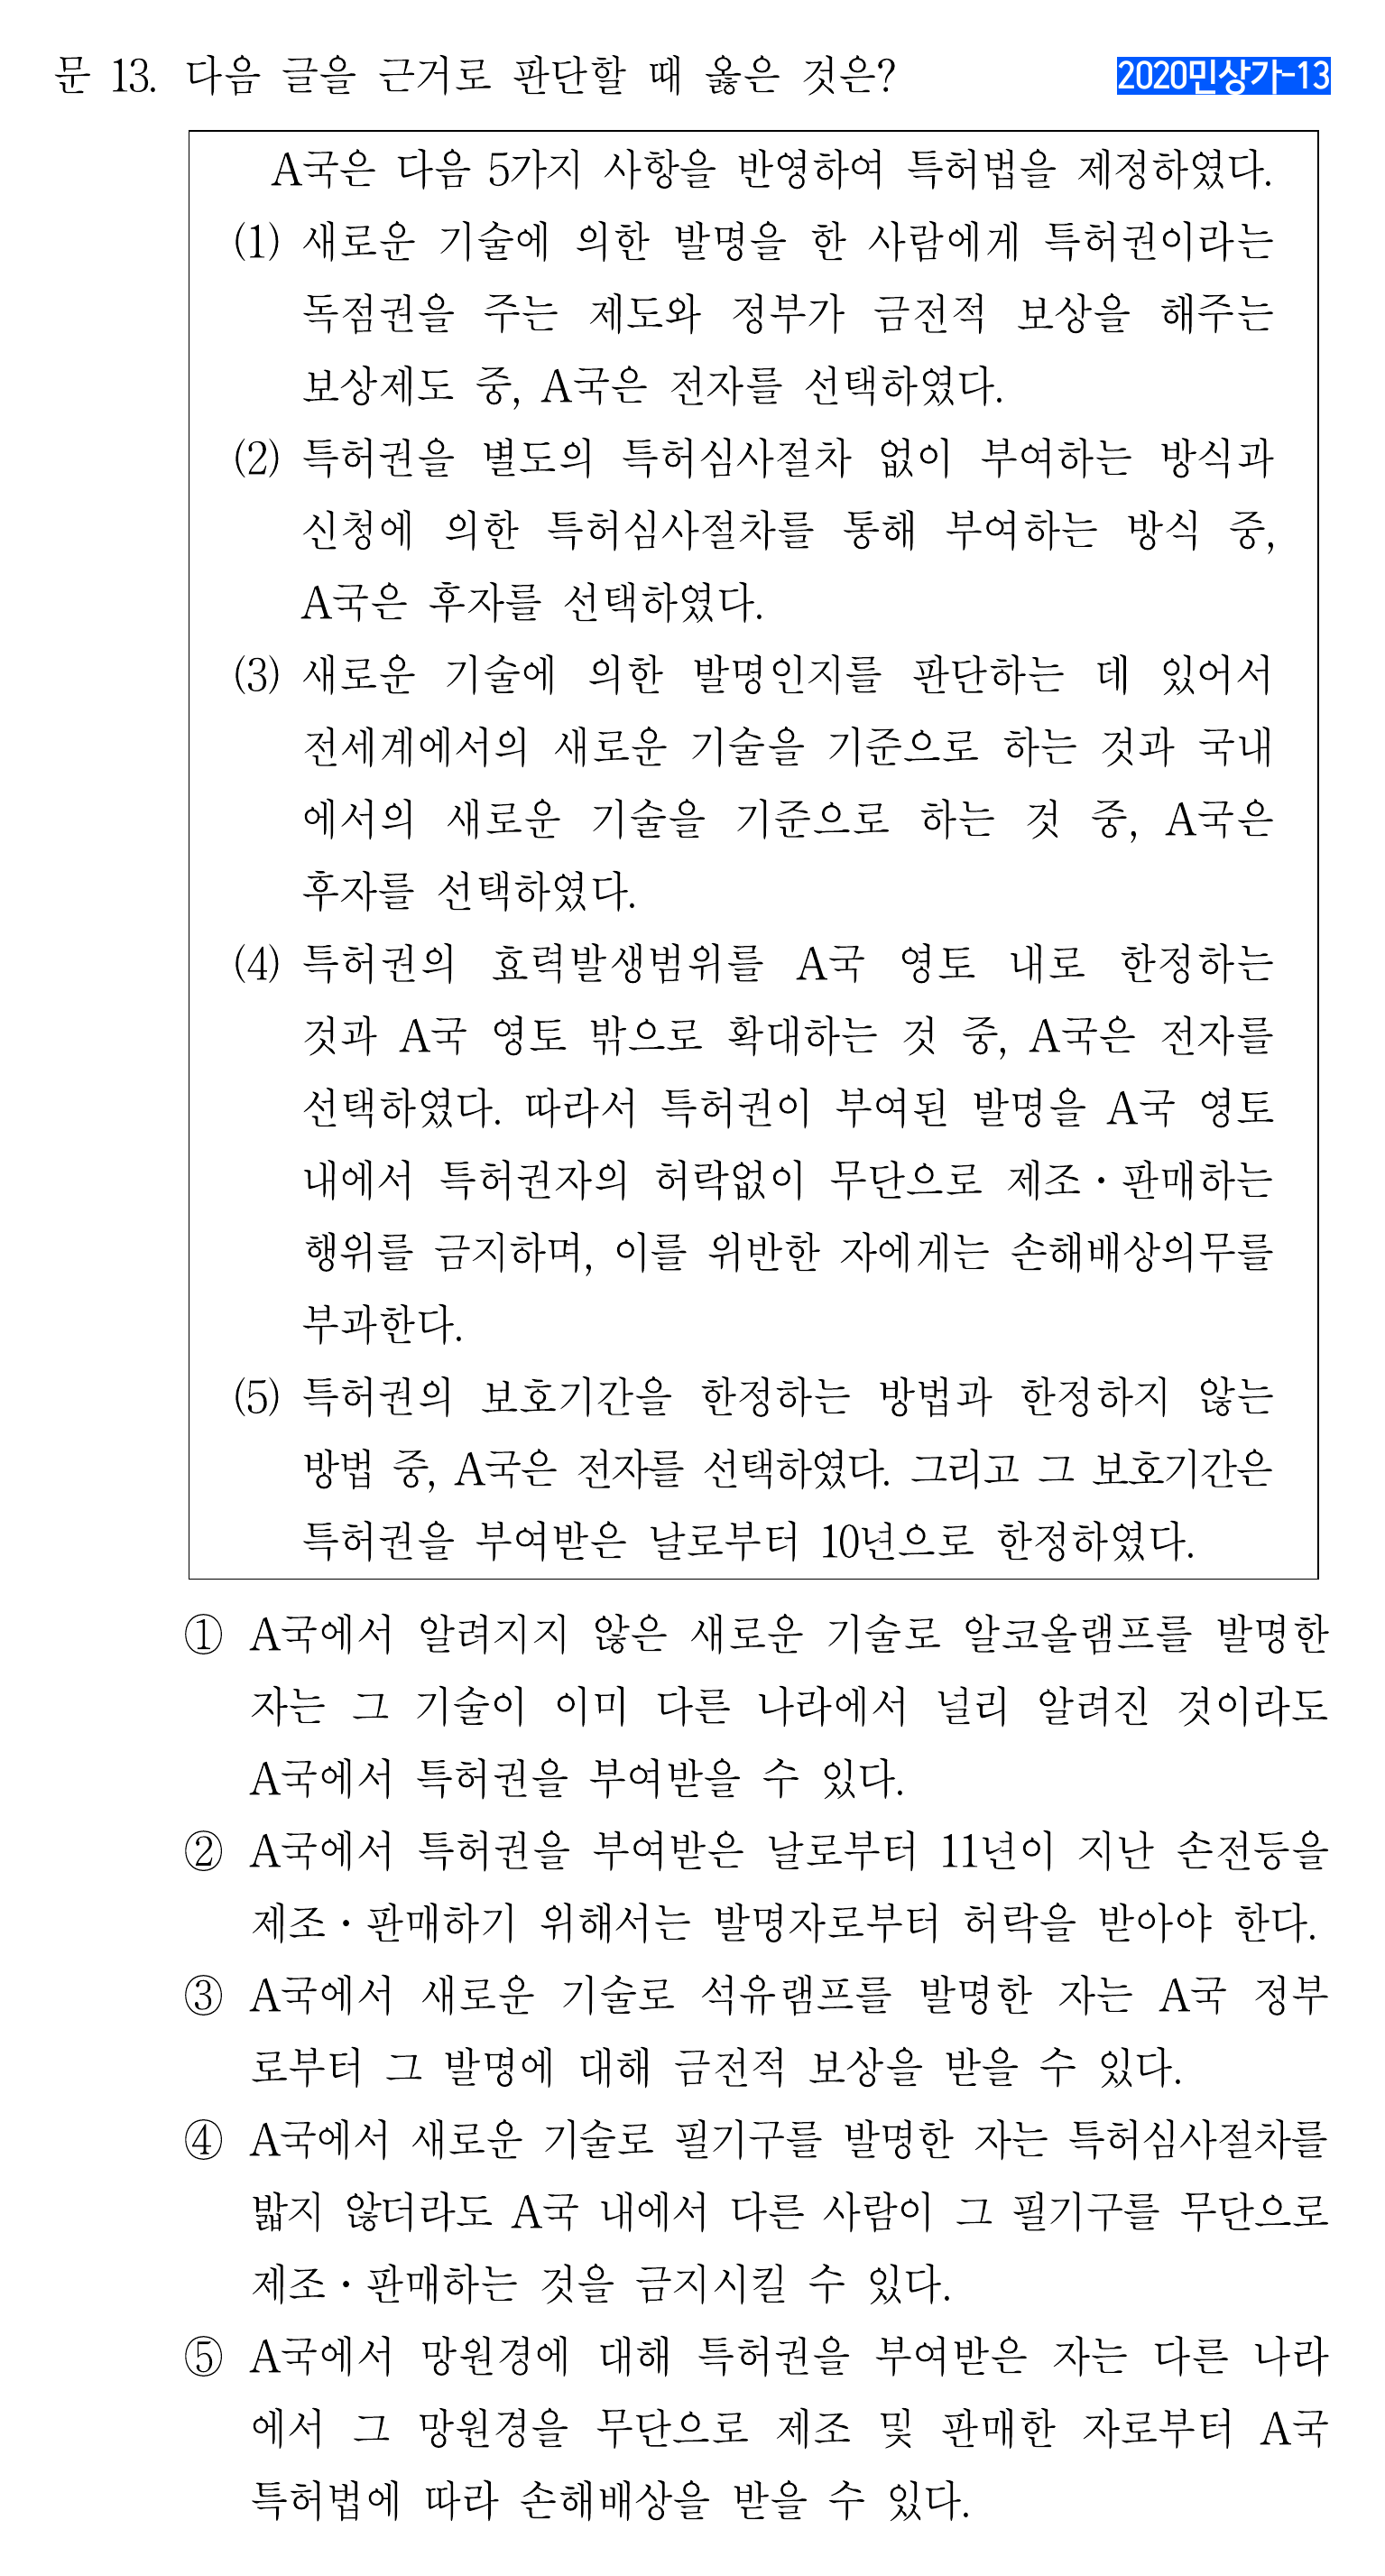 문 13. 다음 글을 근거로 판단할 때 옳은 것은?
2020민상가-13
A국은 다음 5가지 사항을 반영하여 특허법을 제정하였다.
(1) 새로운 기술에 의한 발명을 한 사람에게 특허권이라는
독점권을 주는 제도와 정부가 금전적 보상을 해주는
보상제도 중, A국은 전자를 선택하였다.
(2) 특허권을 별도의 특허심사절차 없이 부여하는 방식과
신청에 의한 특허심사절차를 통해 부여하는 방식 중,
A국은 후자를 선택하였다.
(3) 새로운 기술에 의한 발명인지를 판단하는 데 있어서
전세계에서의 새로운 기술을 기준으로 하는 것과 국내
에서의 새로운 기술을 기준으로 하는 것 중, A국은
후자를 선택하였다.
(4) 특허권의 효력발생범위를 A국 영토 내로 한정하는
것과 A국 영토 밖으로 확대하는 것 중, A국은 전자를
선택하였다. 따라서 특허권이 부여된 발명을 A국 영토
내에서 특허권자의 허락없이 무단으로 제조·판매하는
행위를 금지하며, 이를 위반한 자에게는 손해배상의무를
부과한다.
(5) 특허권의 보호기간을 한정하는 방법과 한정하지 않는
방법 중, A국은 전자를 선택하였다. 그리고 그 보호기간은
특허권을 부여받은 날로부터 10년으로 한정하였다.
① A국에서 알려지지 않은 새로운 기술로 알코올램프를 발명한
자는 그 기술이 이미 다른 나라에서 널리 알려진 것이라도
A국에서 특허권을 부여받을 수 있다.
② A국에서 특허권을 부여받은 날로부터 11년이 지난 손전등을
제조·판매하기 위해서는 발명자로부터 허락을 받아야 한다.
③ A국에서 새로운 기술로 석유램프를 발명한 자는 A국 정부
로부터 그 발명에 대해 금전적 보상을 받을 수 있다.
④ A국에서 새로운 기술로 필기구를 발명한 자는 특허심사절차를
밟지 않더라도 A국 내에서 다른 사람이 그 필기구를 무단으로
제조·판매하는 것을 금지시킬 수 있다.
⑤ A국에서 망원경에 대해 특허권을 부여받은 자는 다른 나라
에서 그 망원경을 무단으로 제조 및 판매한 자로부터 A국
특허법에 따라 손해배상을 받을 수 있다.